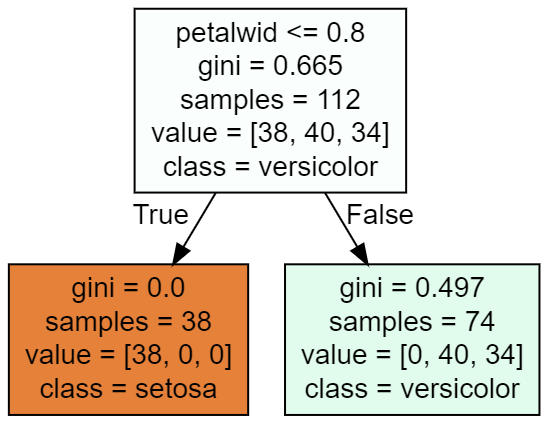 petalwid <= 0.8
gini = 0.665
samples = 112
value = [38, 40, 34]
class = versicolor
True
False
gini = 0.0
samples = 38
value = [38, 0, 0]
class = setosa
gini = 0.497
samples = 74
value = [0, 40, 34]
class = versicolor